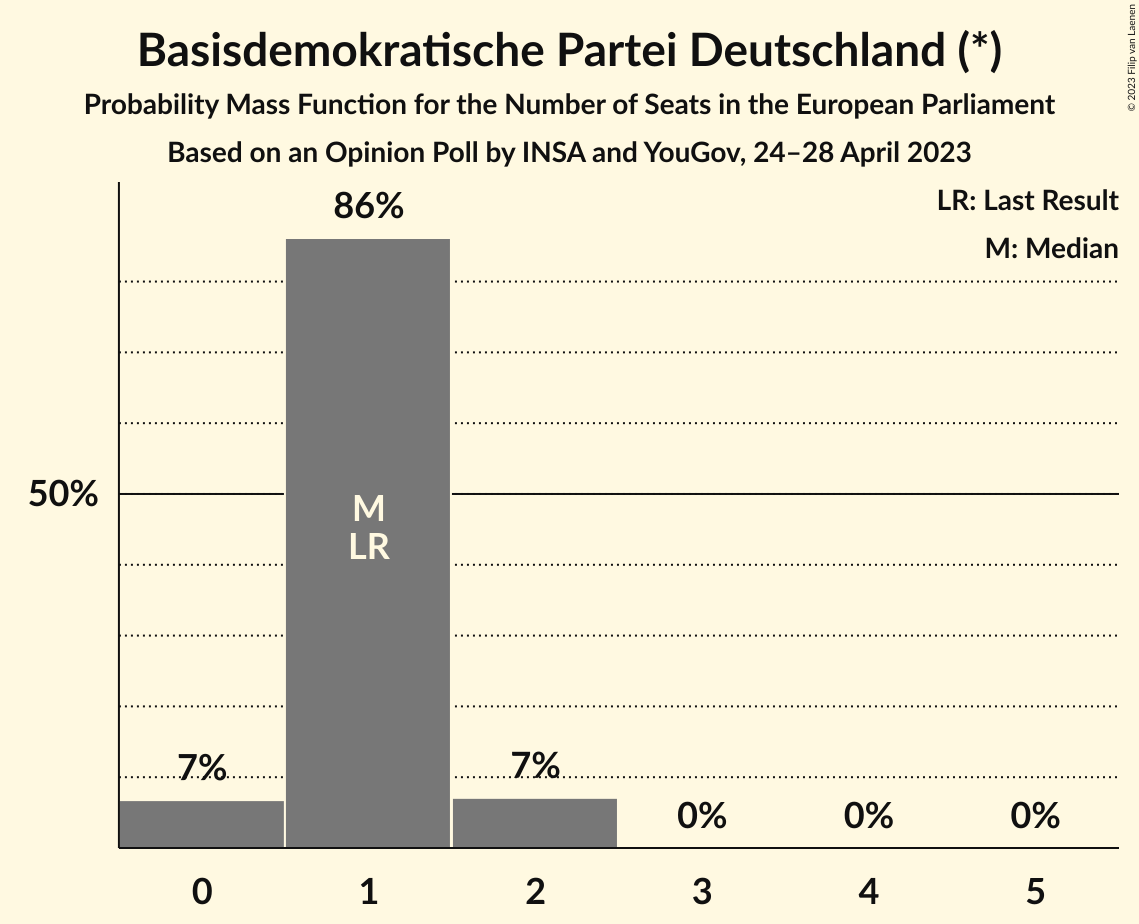 Basisdemokratische Partei Deutschland (*)
Probability Mass Function for the Number of Seats in the European Parliament
Based on an Opinion Poll by INSA and YouGov, 24–28 April 2023
© 2023 Filip van Laenen
LR: Last Result
M: Median
86%
50%
M
LR
7%
7%
0%
0%
0%
0
1
2
3
4
5